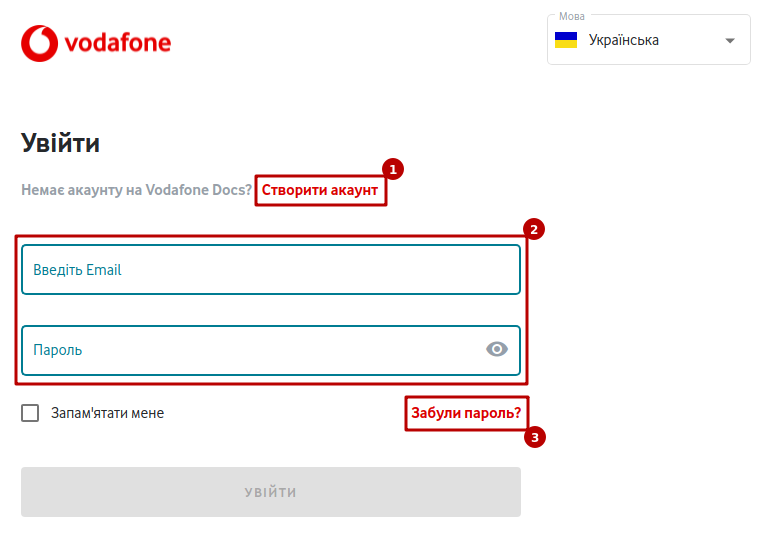 vodafone
Мова
Українська
Увійти
1
Немає акаунту на Vodafone Docs? Створити акаунт
2
Введіть Email
Пароль
Запам'ятати мене
Забули пароль?
3
УВІЙТИ